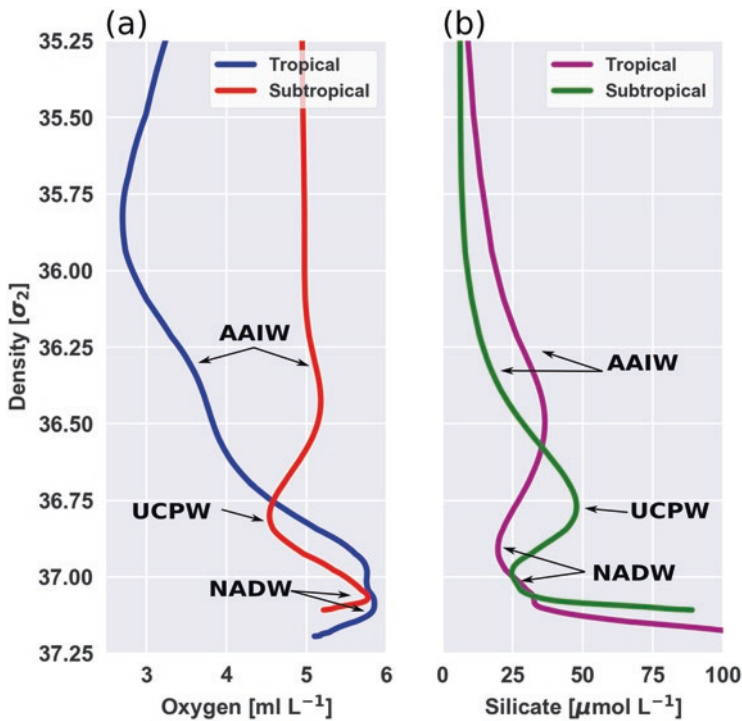 (a)
(b)
35.25
35.50
35.75
36.00
36.25
36.50
36.75
37.00
37.25
Density [σ₂]
Tropical
Subtropical
AAIW
UCPW
NADW
3
4
5
6
Oxygen [ml L⁻¹]
Tropical
Subtropical
AAIW
UCPW
NADW
0
25
50
75
100
Silicate [μmol L⁻¹]